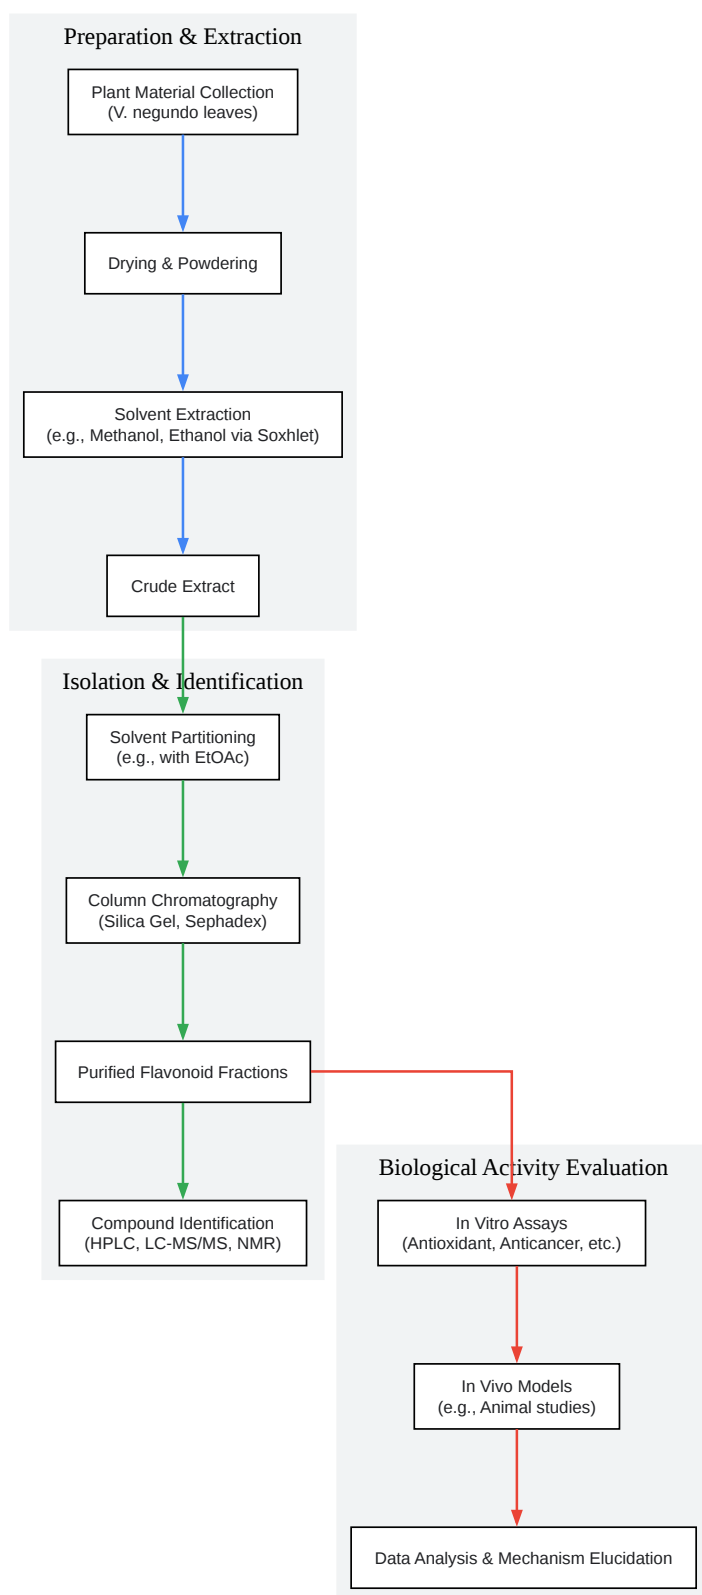 Preparation & Extraction
Plant Material Collection
(V. negundo leaves)
Drying & Powdering
Solvent Extraction
(e.g., Methanol, Ethanol via Soxhlet)
Crude Extract
Isolation & Identification
Solvent Partitioning
(e.g., with EtOAc)
Column Chromatography
(Silica Gel, Sephadex)
Purified Flavonoid Fractions
Compound Identification
(HPLC, LC-MS/MS, NMR)
Biological Activity Evaluation
In Vitro Assays
(Antioxidant, Anticancer, etc.)
In Vivo Models
(e.g., Animal studies)
Data Analysis & Mechanism Elucidation